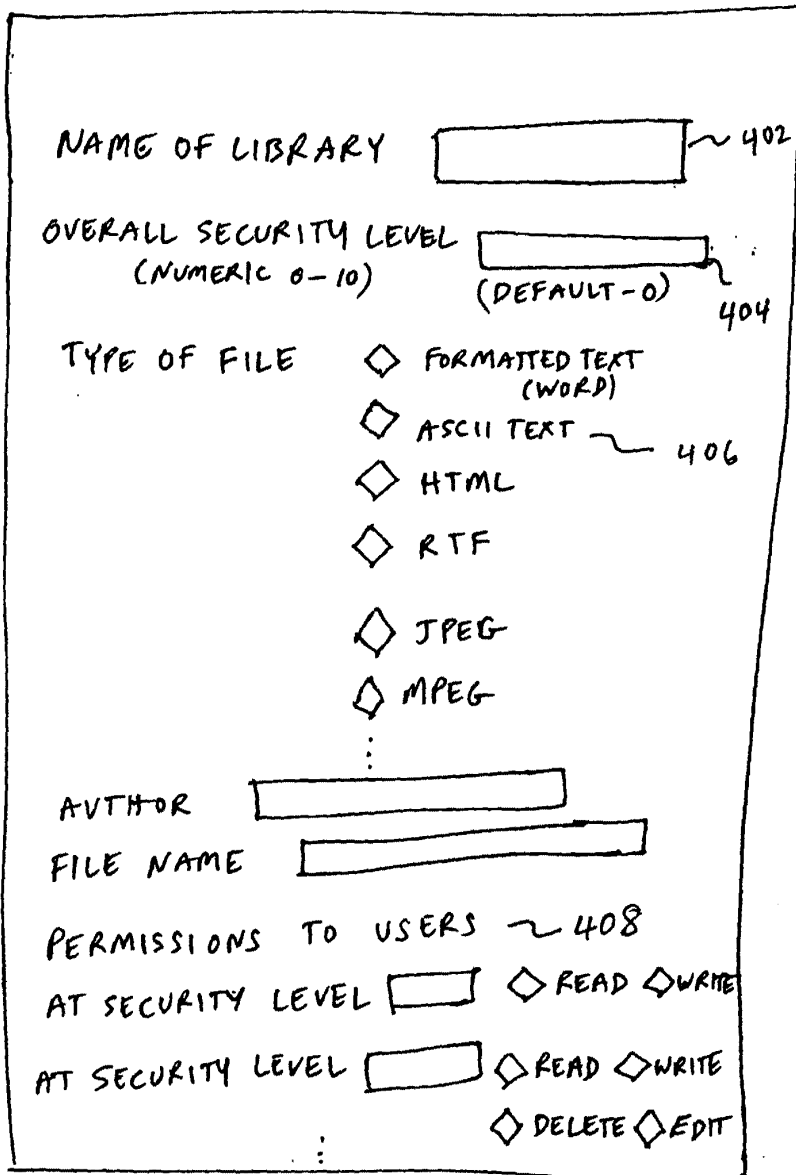 NAME OF LIBRARY 402
OVERALL SECURITY LEVEL
(NUMERIC 0-10) (DEFAULT-0) 404
TYPE OF FILE FORMATTED TEXT
(WORD)
ASCII TEXT 406
HTML
RTF
JPEG
MPEG
AUTHOR
FILE NAME
PERMISSIONS TO USERS 408
AT SECURITY LEVEL READ WRITE
AT SECURITY LEVEL READ WRITE
DELETE EDIT